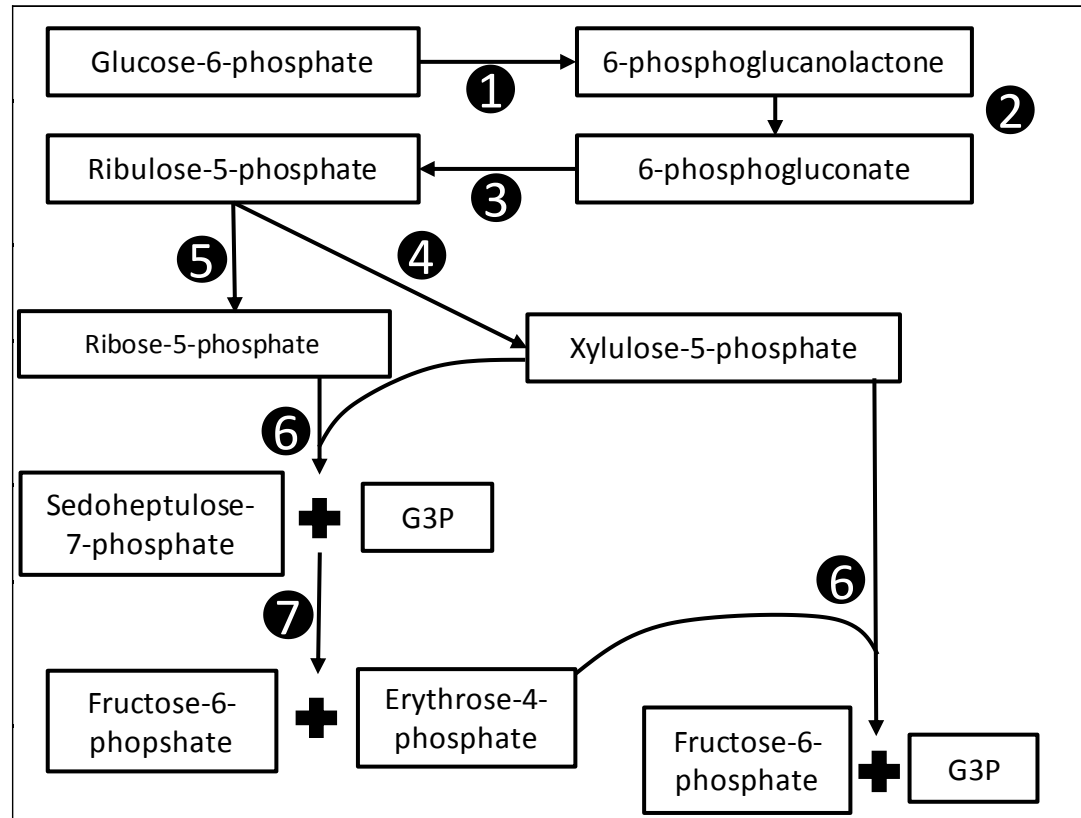 Glucose-6-phosphate
1
6-phosphoglucanolactone
2
Ribulose-5-phosphate
3
6-phosphogluconate
5
4
Ribose-5-phosphate
Xylulose-5-phosphate
6
Sedoheptulose-
7-phosphate
G3P
6
7
Fructose-6-
phopshate
Erythrose-4-
phosphate
Fructose-6-
phosphate
G3P